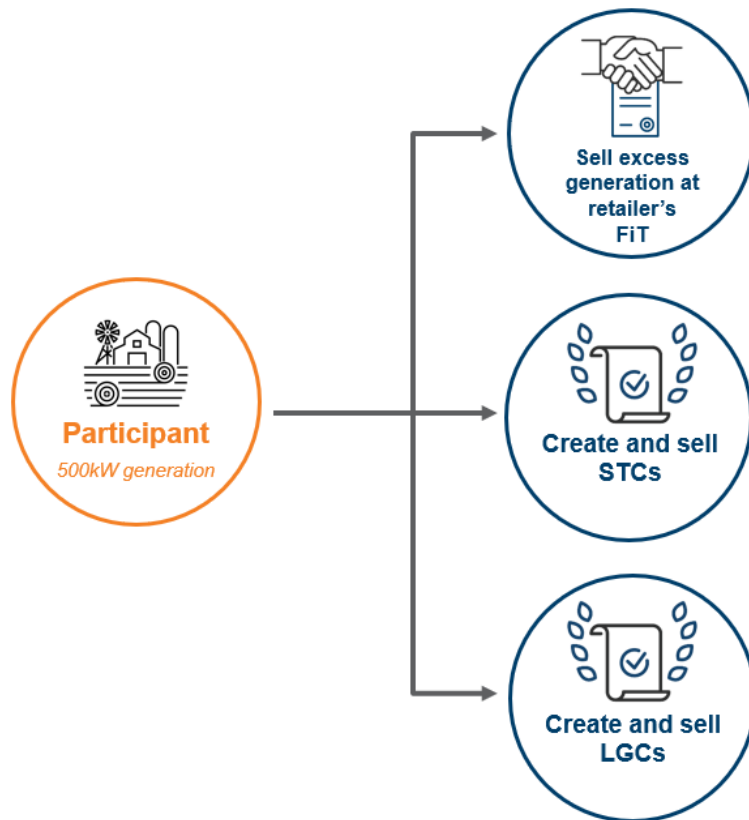 Sell excess
generation at
retailer's
FiT
Participant
500kW generation
Create and sell
STCs
Create and sell
LGCs